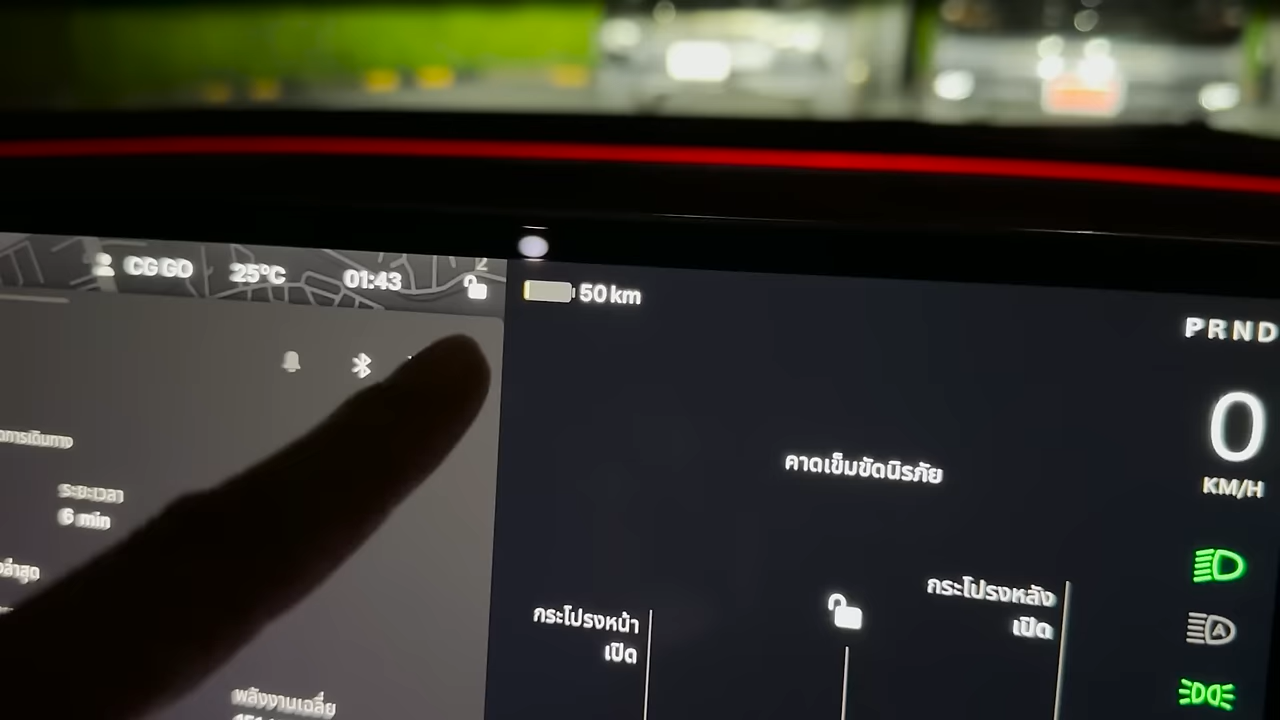 CG GD 25°C 01:43 2
50 km
PRND
0
KM/H
คาดเข็มขัดนิรภัย
ระยะเวลา
6 min
กระโปรงหน้า
เปิด
กระโปรงหลัง
เปิด
A
พลังงานเฉลี่ย